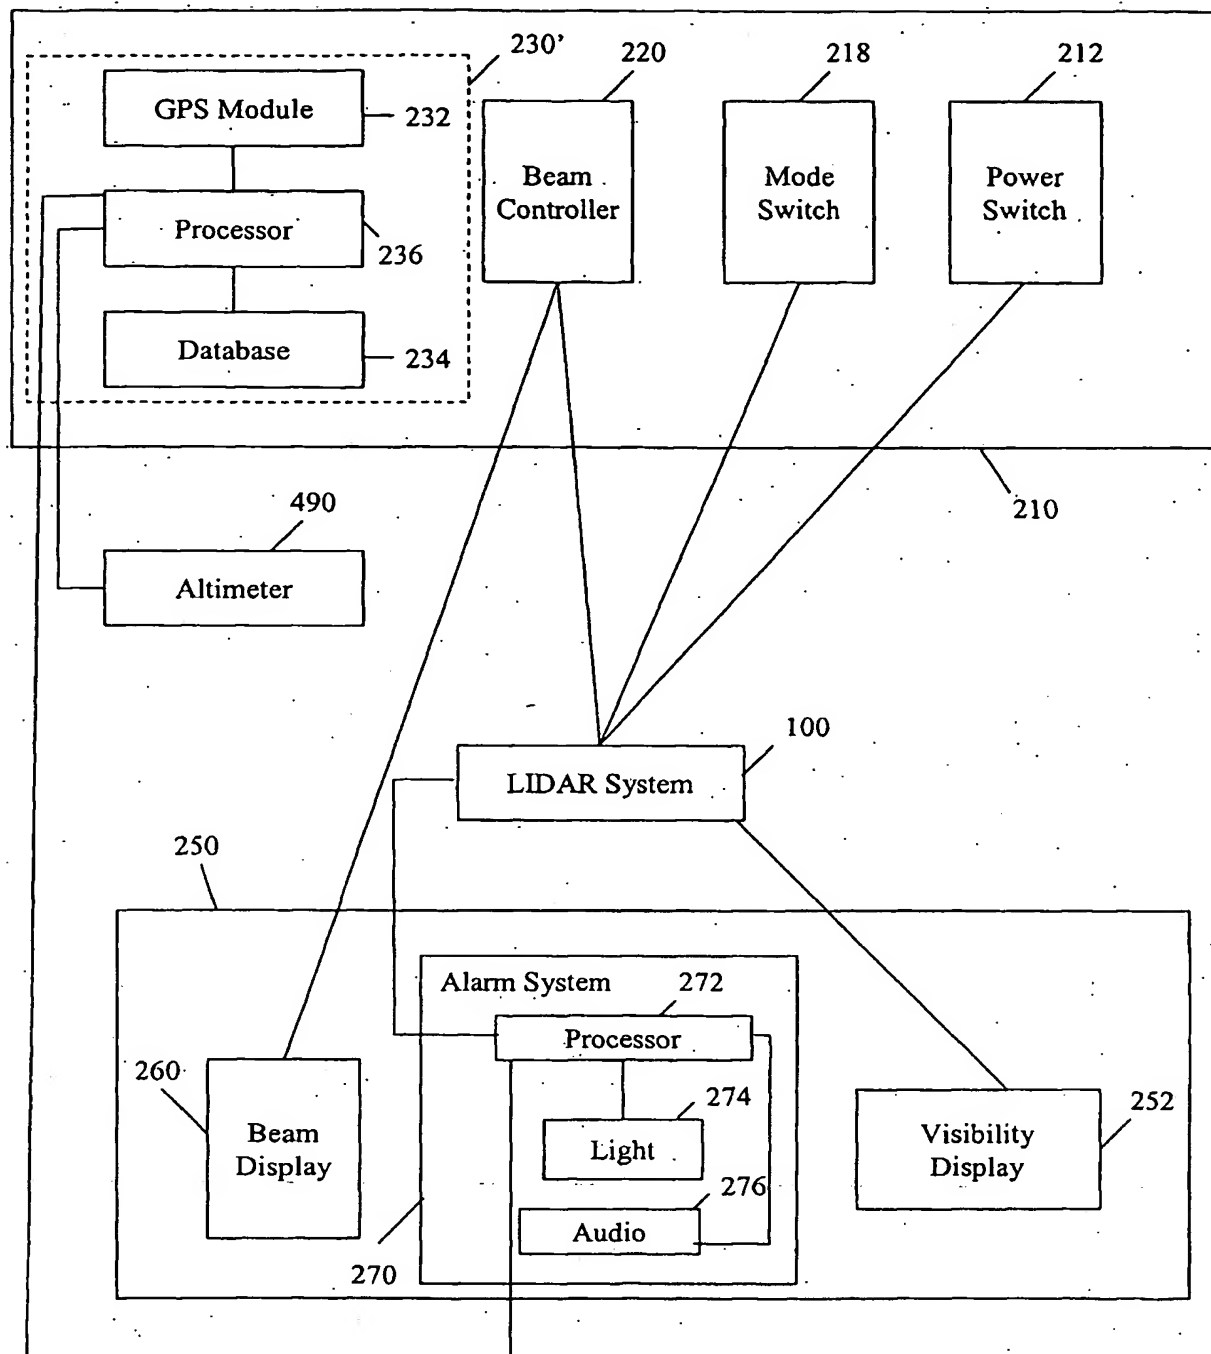 230’
220
218
212
GPS Module
232
Beam
Controller
Mode
Switch
Power
Switch
Processor
236
Database
234
210
490
Altimeter
100
LIDAR System
250
Alarm System
272
Processor
260
274
252
Beam
Display
Light
Visibility
Display
276
Audio
270